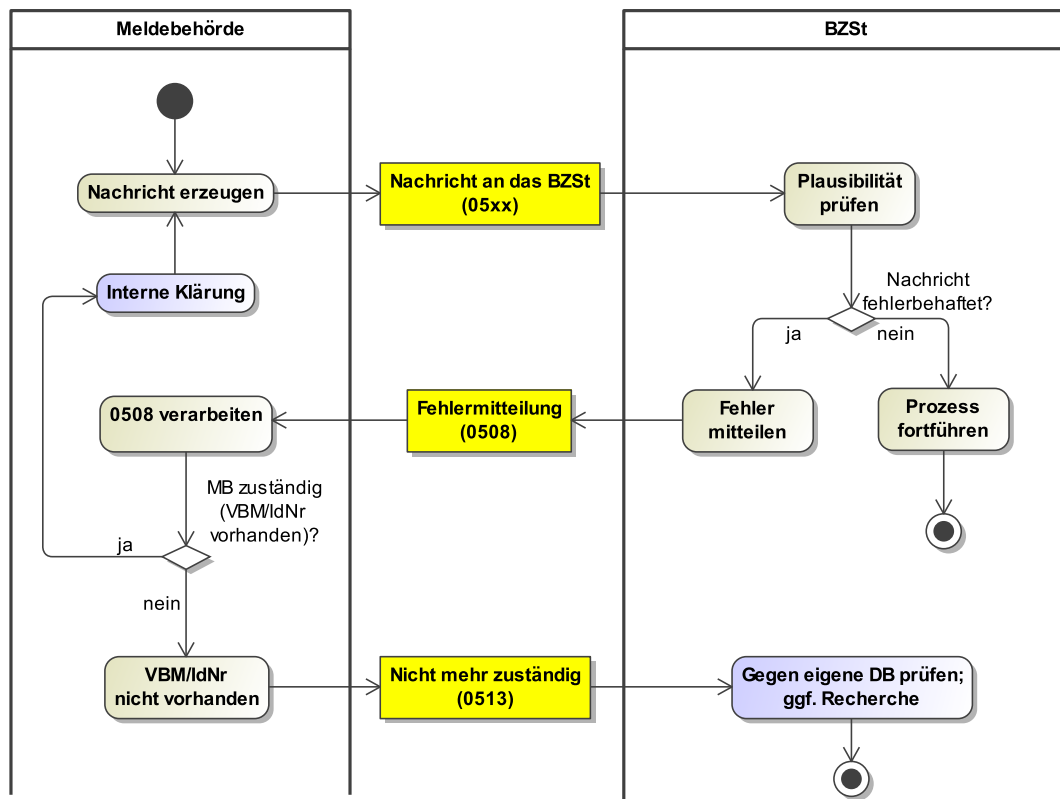 Meldebehörde
BZSt
Nachricht erzeugen
Nachricht an das BZSt
(05xx)
Plausibilität
prüfen
Interne Klärung
Nachricht
fehlerbehaftet?
ja
nein
0508 verarbeiten
Fehlermitteilung
(0508)
Fehler
mitteilen
Prozess
fortführen
MB zuständig
(VBM/IdNr
vorhanden)?
ja
nein
VBM/IdNr
nicht vorhanden
Nicht mehr zuständig
(0513)
Gegen eigene DB prüfen;
ggf. Recherche